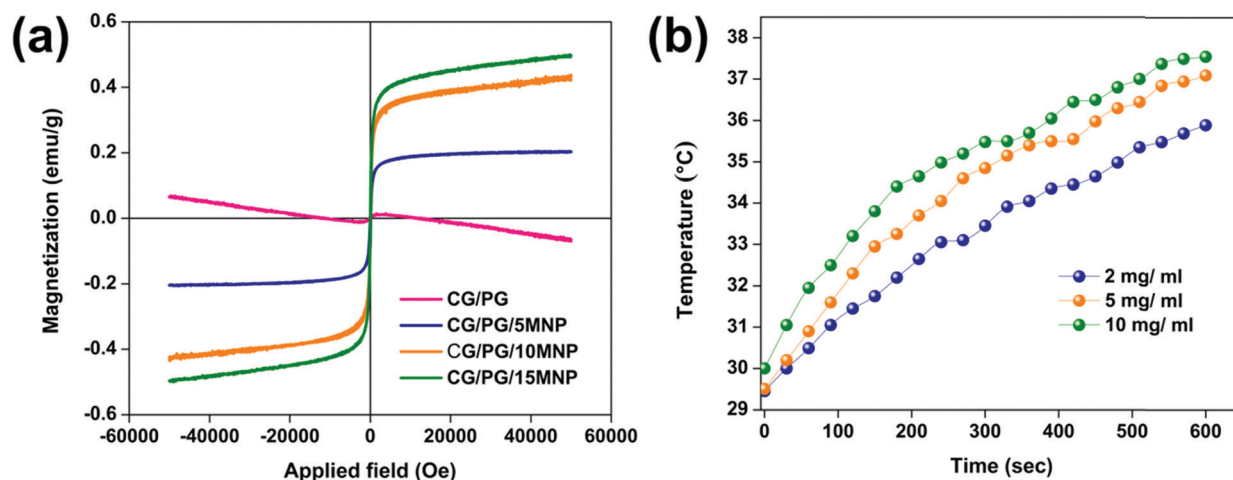 (a)
Magnetization (emu/g)
0.6
0.4
0.2
0.0
-0.2
-0.4
-0.6
-60000 -40000 -20000 0 20000 40000 60000
Applied field (Oe)
CG/PG
CG/PG/5MNP
CG/PG/10MNP
CG/PG/15MNP
(b)
Temperature (°C)
38
37
36
35
34
33
32
31
30
29
0 100 200 300 400 500 600
Time (sec)
2 mg/ ml
5 mg/ ml
10 mg/ ml